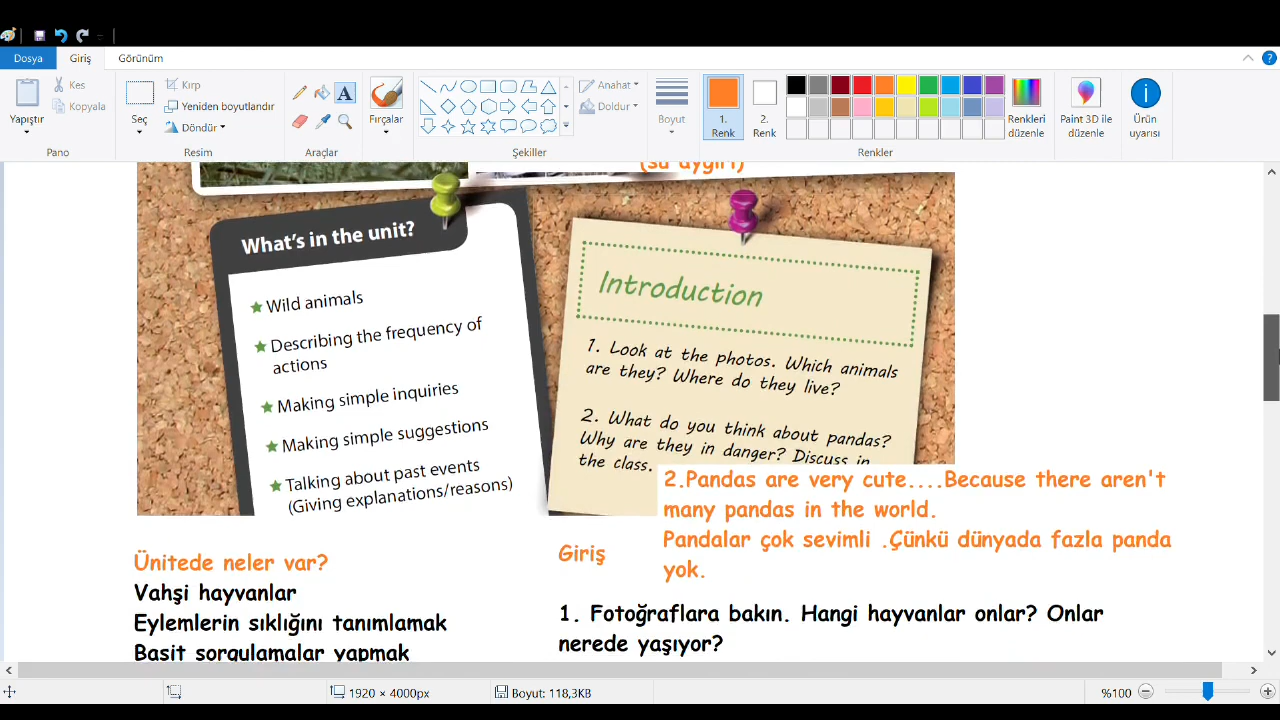 Dosya
Giriş
Görünüm
Yapıştır
Kes
Kopyala
Seç
Kırp
Yeniden boyutlandır
Döndür
A
Fırçalar
Anahat
Doldur
Boyut
1.
Renk
2.
Renk
Renkleri
düzenle
Paint 3D ile
düzenle
Ürün
uyarısı
Pano
Resim
Araçlar
Şekiller
Renkler
(su aygırı)
What's in the unit?
Wild animals
Describing the frequency of
actions
Making simple inquiries
Making simple suggestions
Talking about past events
(Giving explanations/reasons)
Introduction
1. Look at the photos. Which animals
are they? Where do they live?
2. What do you think about pandas?
Why are they in danger? Discuss in
the class.
2.Pandas are very cute....Because there aren't
many pandas in the world.
Pandalar çok sevimli .Çünkü dünyada fazla panda
yok.
Ünitede neler var?
Vahşi hayvanlar
Eylemlerin sıklığını tanımlamak
Basit sorgulamalar yapmak
Giriş
1. Fotoğraflara bakın. Hangi hayvanlar onlar? Onlar
nerede yaşıyor?
1920 × 4000px
Boyut: 118,3KB
%100